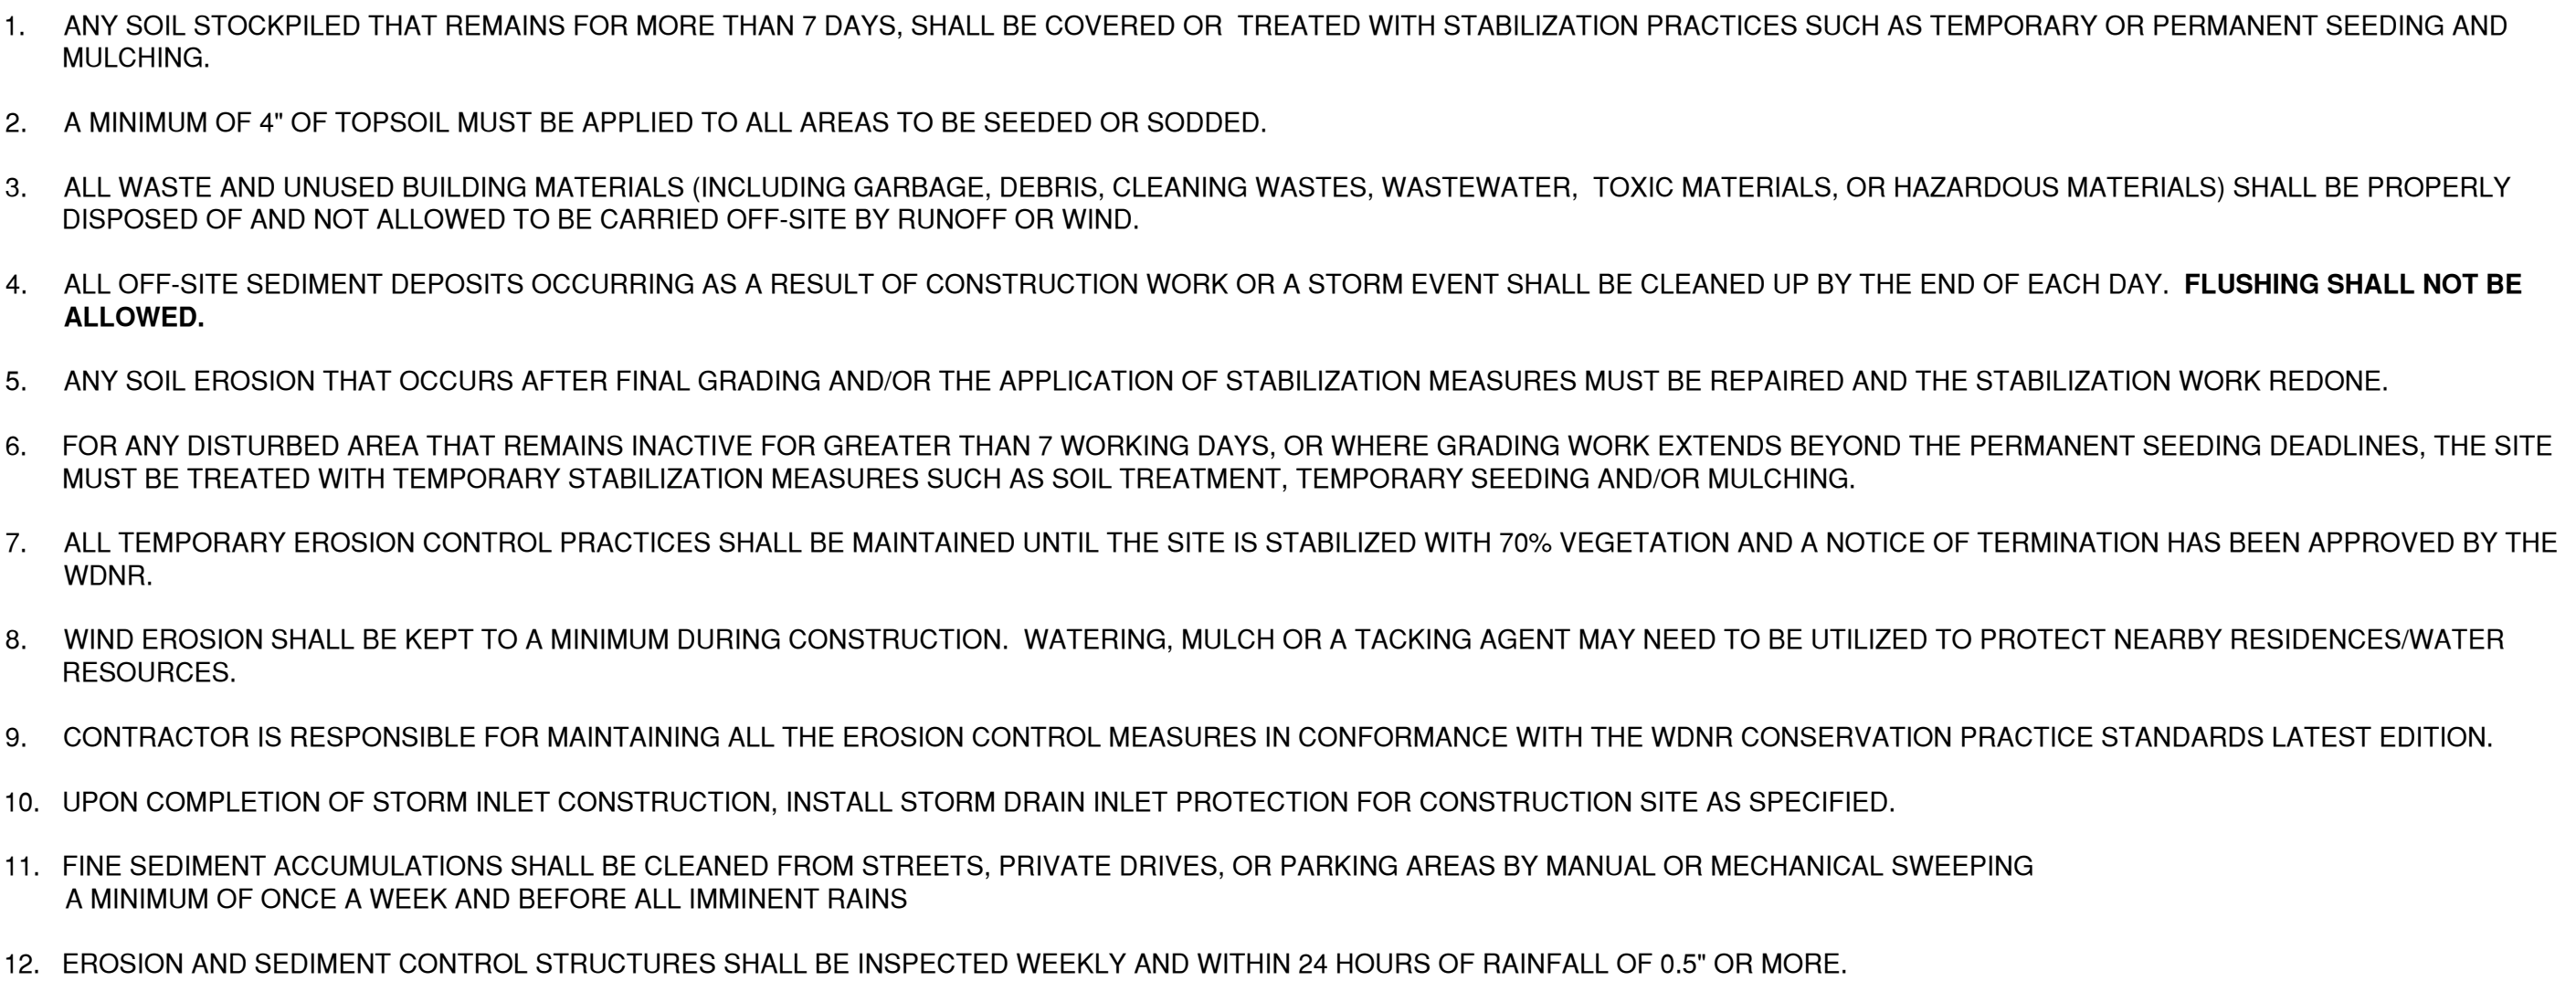 1. ANY SOIL STOCKPILED THAT REMAINS FOR MORE THAN 7 DAYS, SHALL BE COVERED OR TREATED WITH STABILIZATION PRACTICES SUCH AS TEMPORARY OR PERMANENT SEEDING AND
MULCHING.
2. A MINIMUM OF 4" OF TOPSOIL MUST BE APPLIED TO ALL AREAS TO BE SEEDED OR SODDED.
3. ALL WASTE AND UNUSED BUILDING MATERIALS (INCLUDING GARBAGE, DEBRIS, CLEANING WASTES, WASTEWATER, TOXIC MATERIALS, OR HAZARDOUS MATERIALS) SHALL BE PROPERLY
DISPOSED OF AND NOT ALLOWED TO BE CARRIED OFF-SITE BY RUNOFF OR WIND.
4. ALL OFF-SITE SEDIMENT DEPOSITS OCCURRING AS A RESULT OF CONSTRUCTION WORK OR A STORM EVENT SHALL BE CLEANED UP BY THE END OF EACH DAY. FLUSHING SHALL NOT BE
ALLOWED.
5. ANY SOIL EROSION THAT OCCURS AFTER FINAL GRADING AND/OR THE APPLICATION OF STABILIZATION MEASURES MUST BE REPAIRED AND THE STABILIZATION WORK REDONE.
6. FOR ANY DISTURBED AREA THAT REMAINS INACTIVE FOR GREATER THAN 7 WORKING DAYS, OR WHERE GRADING WORK EXTENDS BEYOND THE PERMANENT SEEDING DEADLINES, THE SITE
MUST BE TREATED WITH TEMPORARY STABILIZATION MEASURES SUCH AS SOIL TREATMENT, TEMPORARY SEEDING AND/OR MULCHING.
7. ALL TEMPORARY EROSION CONTROL PRACTICES SHALL BE MAINTAINED UNTIL THE SITE IS STABILIZED WITH 70% VEGETATION AND A NOTICE OF TERMINATION HAS BEEN APPROVED BY THE
WDNR.
8. WIND EROSION SHALL BE KEPT TO A MINIMUM DURING CONSTRUCTION. WATERING, MULCH OR A TACKING AGENT MAY NEED TO BE UTILIZED TO PROTECT NEARBY RESIDENCES/WATER
RESOURCES.
9. CONTRACTOR IS RESPONSIBLE FOR MAINTAINING ALL THE EROSION CONTROL MEASURES IN CONFORMANCE WITH THE WDNR CONSERVATION PRACTICE STANDARDS LATEST EDITION.
10. UPON COMPLETION OF STORM INLET CONSTRUCTION, INSTALL STORM DRAIN INLET PROTECTION FOR CONSTRUCTION SITE AS SPECIFIED.
11. FINE SEDIMENT ACCUMULATIONS SHALL BE CLEANED FROM STREETS, PRIVATE DRIVES, OR PARKING AREAS BY MANUAL OR MECHANICAL SWEEPING
A MINIMUM OF ONCE A WEEK AND BEFORE ALL IMMINENT RAINS
12. EROSION AND SEDIMENT CONTROL STRUCTURES SHALL BE INSPECTED WEEKLY AND WITHIN 24 HOURS OF RAINFALL OF 0.5" OR MORE.